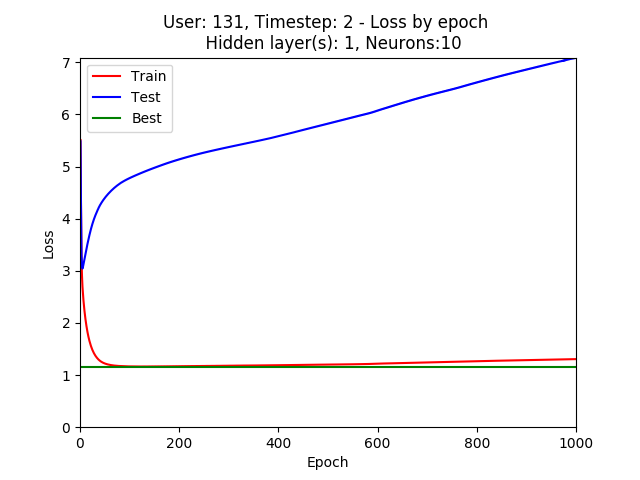 User: 131, Timestep: 2 - Loss by epoch
Hidden layer(s): 1, Neurons:10
Train
Test
Best
7
6
5
4
3
2
1
0
Loss
0 200 400 600 800 1000
Epoch